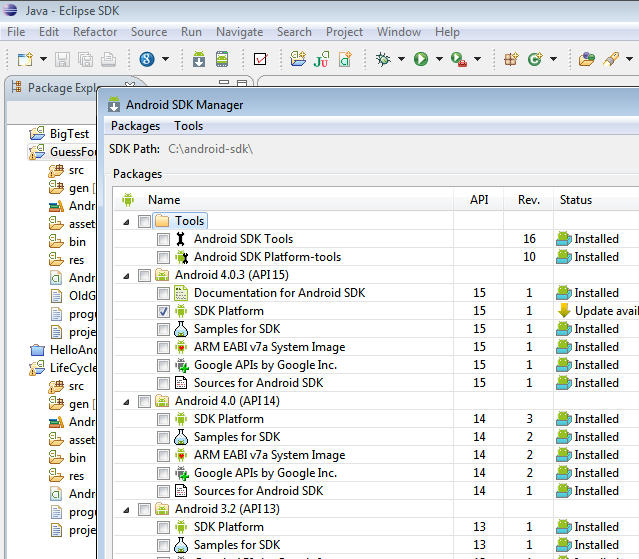 Java - Eclipse SDK
File Edit Refactor Source Run Navigate Search Project Window Help
Package Explo
Android SDK Manager
Packages Tools
SDK Path: C:\android-sdk\
Packages
Name API Rev. Status
Tools
Android SDK Tools 16 Installed
Android SDK Platform-tools 10 Installed
Android 4.0.3 (API 15)
Documentation for Android SDK 15 1 Installed
SDK Platform 15 1 Update avail
Samples for SDK 15 1 Installed
ARM EABI v7a System Image 15 1 Installed
Google APIs by Google Inc. 15 1 Installed
Sources for Android SDK 15 1 Installed
Android 4.0 (API 14)
SDK Platform 14 3 Installed
Samples for SDK 14 2 Installed
ARM EABI v7a System Image 14 2 Installed
Google APIs by Google Inc. 14 2 Installed
Sources for Android SDK 14 1 Installed
Android 3.2 (API 13)
SDK Platform 13 1 Installed
Samples for SDK 13 1 Installed
BigTest
GuessFou
src
gen [
Andr
asset
bin
res
Andr
OldG
prog
proje
HelloAnd
LifeCycle
src
gen [
Andr
asset
bin
res
Andr
prog
proje